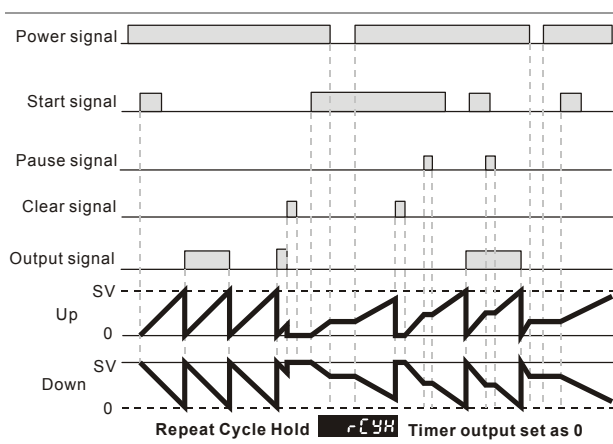 Power signal
Start signal
Pause signal
Clear signal
Output signal
SV
Up
0
SV
Down
0
Repeat Cycle Hold rCYH Timer output set as 0